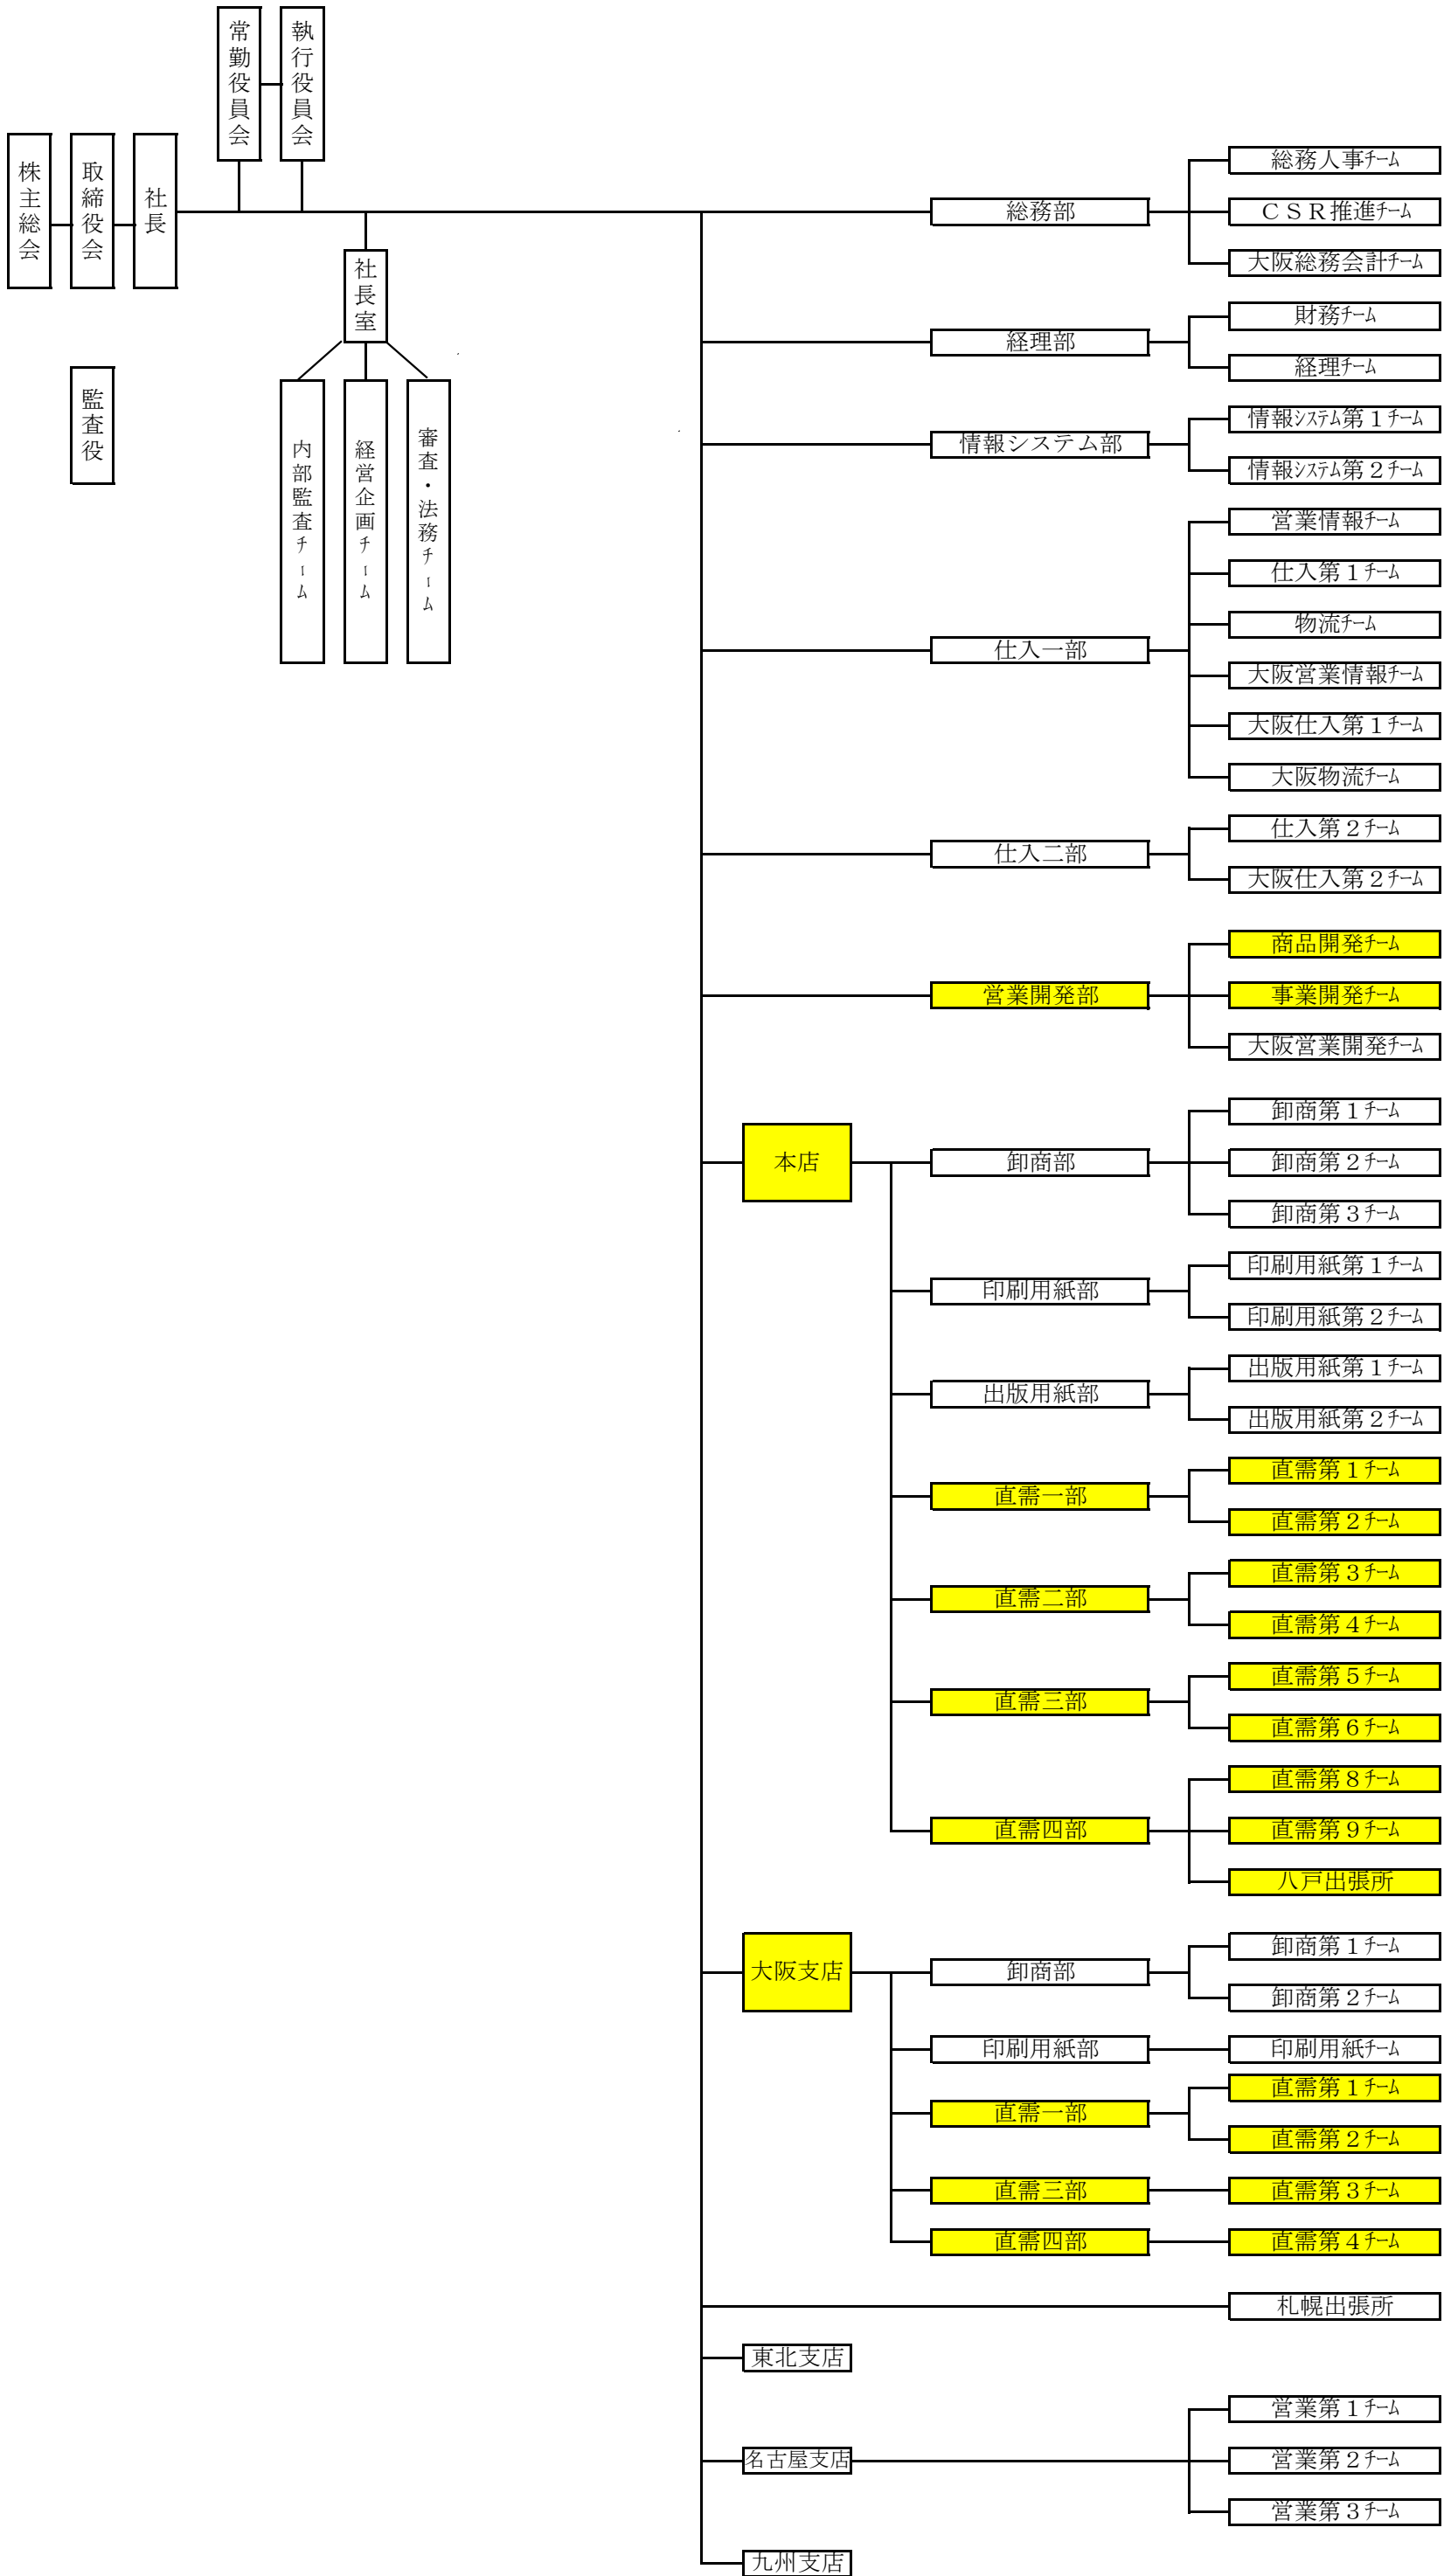 常勤役員会
執行役員会
株主総会
取締役会
社長
監査役
社長室
内部監査ﾁｰﾑ
経営企画ﾁｰﾑ
審査・法務ﾁｰﾑ
総務部
総務人事ﾁｰﾑ
ＣＳＲ推進ﾁｰﾑ
大阪総務会計ﾁｰﾑ
経理部
財務ﾁｰﾑ
経理ﾁｰﾑ
情報システム部
情報ｼｽﾃﾑ第１ﾁｰﾑ
情報ｼｽﾃﾑ第２ﾁｰﾑ
仕入一部
営業情報ﾁｰﾑ
仕入第１ﾁｰﾑ
物流ﾁｰﾑ
大阪営業情報ﾁｰﾑ
大阪仕入第１ﾁｰﾑ
大阪物流ﾁｰﾑ
仕入二部
仕入第２ﾁｰﾑ
大阪仕入第２ﾁｰﾑ
営業開発部
商品開発ﾁｰﾑ
事業開発ﾁｰﾑ
大阪営業開発ﾁｰﾑ
本店
卸商部
卸商第１ﾁｰﾑ
卸商第２ﾁｰﾑ
卸商第３ﾁｰﾑ
印刷用紙部
印刷用紙第１ﾁｰﾑ
印刷用紙第２ﾁｰﾑ
出版用紙部
出版用紙第１ﾁｰﾑ
出版用紙第２ﾁｰﾑ
直需一部
直需第１ﾁｰﾑ
直需第２ﾁｰﾑ
直需二部
直需第３ﾁｰﾑ
直需第４ﾁｰﾑ
直需三部
直需第５ﾁｰﾑ
直需第６ﾁｰﾑ
直需四部
直需第８ﾁｰﾑ
直需第９ﾁｰﾑ
八戸出張所
大阪支店
卸商部
卸商第１ﾁｰﾑ
卸商第２ﾁｰﾑ
印刷用紙部
印刷用紙ﾁｰﾑ
直需一部
直需第１ﾁｰﾑ
直需第２ﾁｰﾑ
直需三部
直需第３ﾁｰﾑ
直需四部
直需第４ﾁｰﾑ
札幌出張所
東北支店
名古屋支店
営業第１ﾁｰﾑ
営業第２ﾁｰﾑ
営業第３ﾁｰﾑ
九州支店